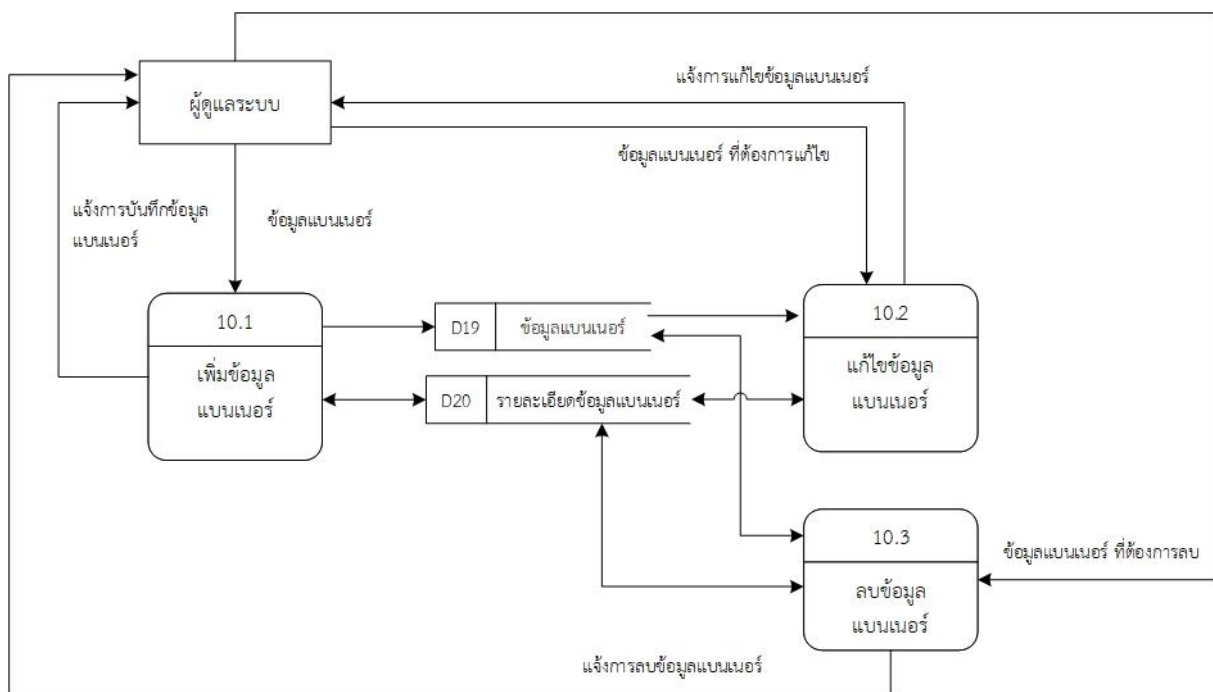 แจ้งการแก้ไขข้อมูลแบนเนอร์
ผู้ดูแลระบบ
ข้อมูลแบนเนอร์ ที่ต้องการแก้ไข
แจ้งการบันทึกข้อมูล
แบนเนอร์
ข้อมูลแบนเนอร์
10.1
เพิ่มข้อมูล
แบนเนอร์
D19 ข้อมูลแบนเนอร์
D20 รายละเอียดข้อมูลแบนเนอร์
10.2
แก้ไขข้อมูล
แบนเนอร์
10.3
ลบข้อมูล
แบนเนอร์
ข้อมูลแบนเนอร์ ที่ต้องการลบ
แจ้งการลบข้อมูลแบนเนอร์